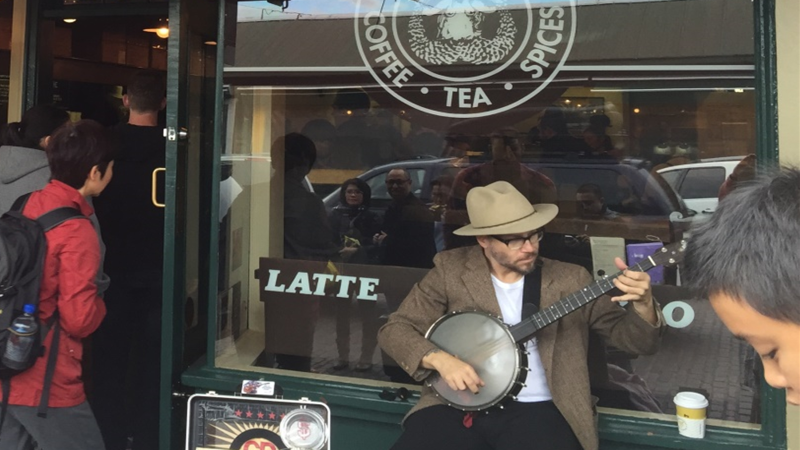 COFFEE • TEA • SPICES
LATTE
O